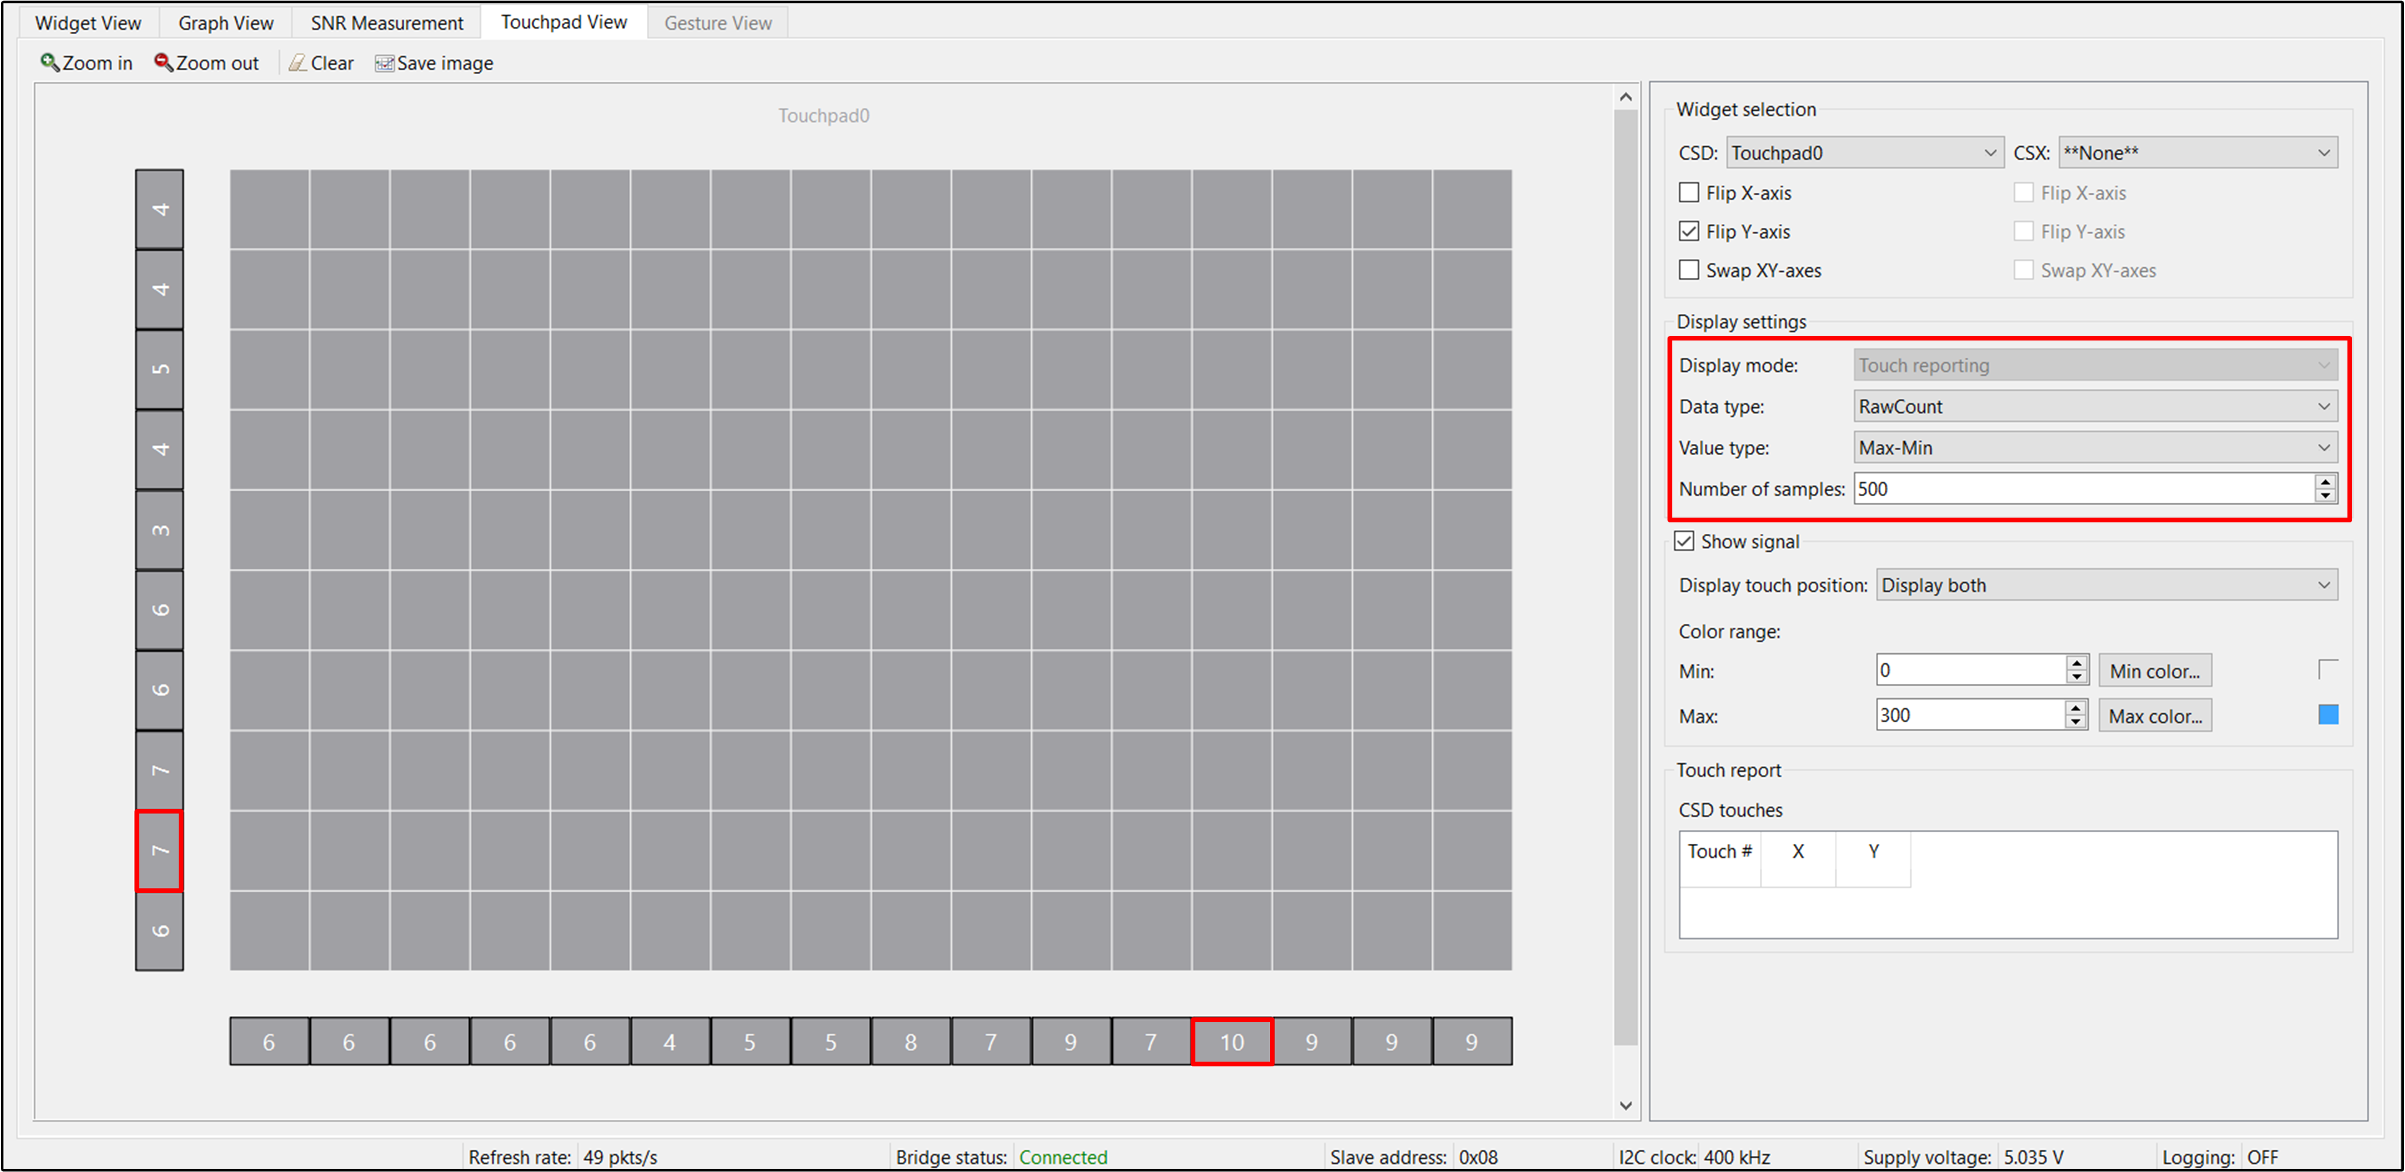 Widget View Graph View SNR Measurement Touchpad View Gesture View
Zoom in Zoom out Clear Save image
Touchpad0
4
4
5
4
3
6
6
7
7
6
6 6 6 6 6 4 5 5 8 7 9 7 10 9 9 9
Widget selection
CSD: Touchpad0 CSX: **None**
Flip X-axis Flip X-axis
Flip Y-axis Flip Y-axis
Swap XY-axes Swap XY-axes
Display settings
Display mode: Touch reporting
Data type: RawCount
Value type: Max-Min
Number of samples: 500
Show signal
Display touch position: Display both
Color range:
Min: 0 Min color...
Max: 300 Max color...
Touch report
CSD touches
Touch # X Y
Refresh rate: 49 pkts/s Bridge status: Connected Slave address: 0x08 I2C clock: 400 kHz Supply voltage: 5.035 V Logging: OFF